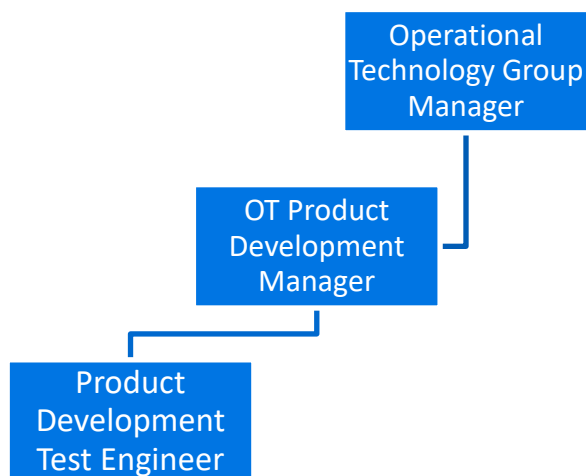 Operational
Technology Group
Manager
OT Product
Development
Manager
Product
Development
Test Engineer